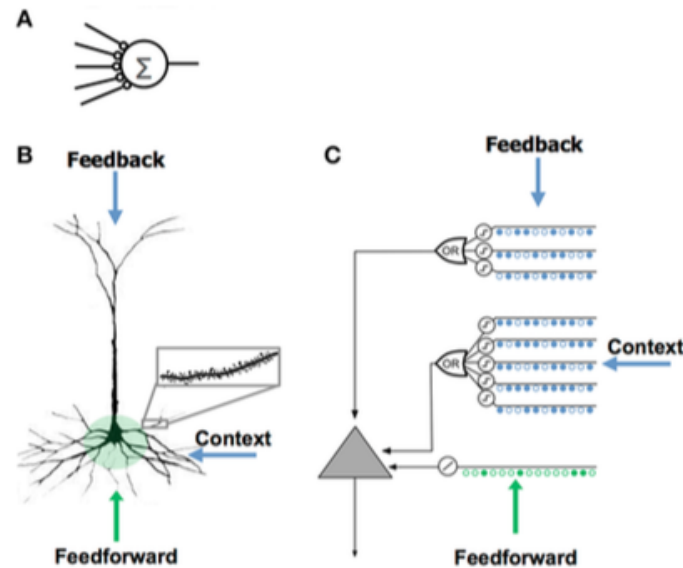 A
Σ
B
Feedback
Context
Feedforward
C
Feedback
OR
OR
Context
Feedforward